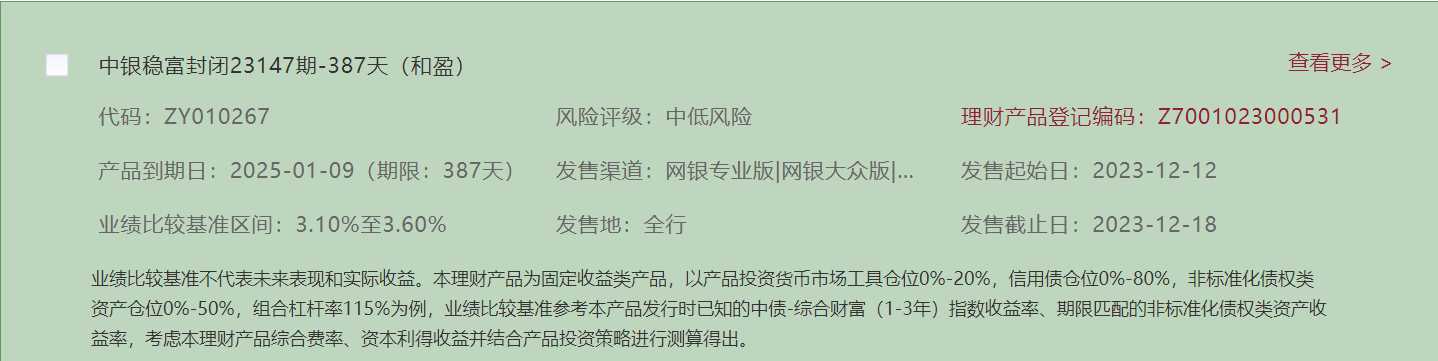 中银稳富封闭23147期-387天（和盈）
查看更多 >
代码：ZY010267
风险评级：中低风险
理财产品登记编码：Z7001023000531
产品到期日：2025-01-09（期限：387天）
发售渠道：网银专业版|网银大众版|...
发售起始日：2023-12-12
业绩比较基准区间：3.10%至3.60%
发售地：全行
发售截止日：2023-12-18
业绩比较基准不代表未来表现和实际收益。本理财产品为固定收益类产品，以产品投资货币市场工具仓位0%-20%，信用债仓位0%-80%，非标准化债权类
资产仓位0%-50%，组合杠杆率115%为例，业绩比较基准参考本产品发行时已知的中债-综合财富（1-3年）指数收益率、期限匹配的非标准化债权类资产收
益率，考虑本理财产品综合费率、资本利得收益并结合产品投资策略进行测算得出。